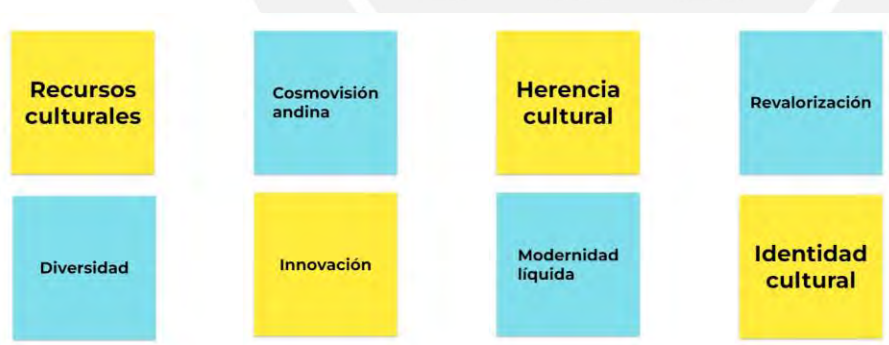 Recursos
culturales
Cosmovisión
andina
Herencia
cultural
Revalorización
Diversidad
Innovación
Modernidad
líquida
Identidad
cultural